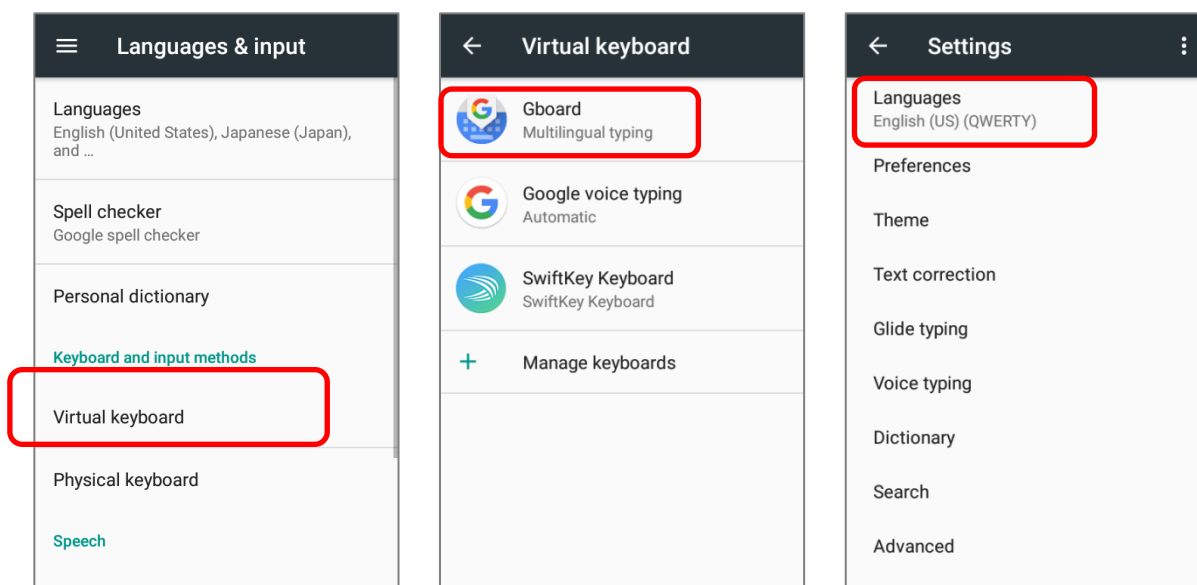 Languages & input
Languages
English (United States), Japanese (Japan),
and ...
Spell checker
Google spell checker
Personal dictionary
Keyboard and input methods
Virtual keyboard
Physical keyboard
Speech
Virtual keyboard
Gboard
Multilingual typing
Google voice typing
Automatic
SwiftKey Keyboard
SwiftKey Keyboard
+ Manage keyboards
Settings
Languages
English (US) (QWERTY)
Preferences
Theme
Text correction
Glide typing
Voice typing
Dictionary
Search
Advanced